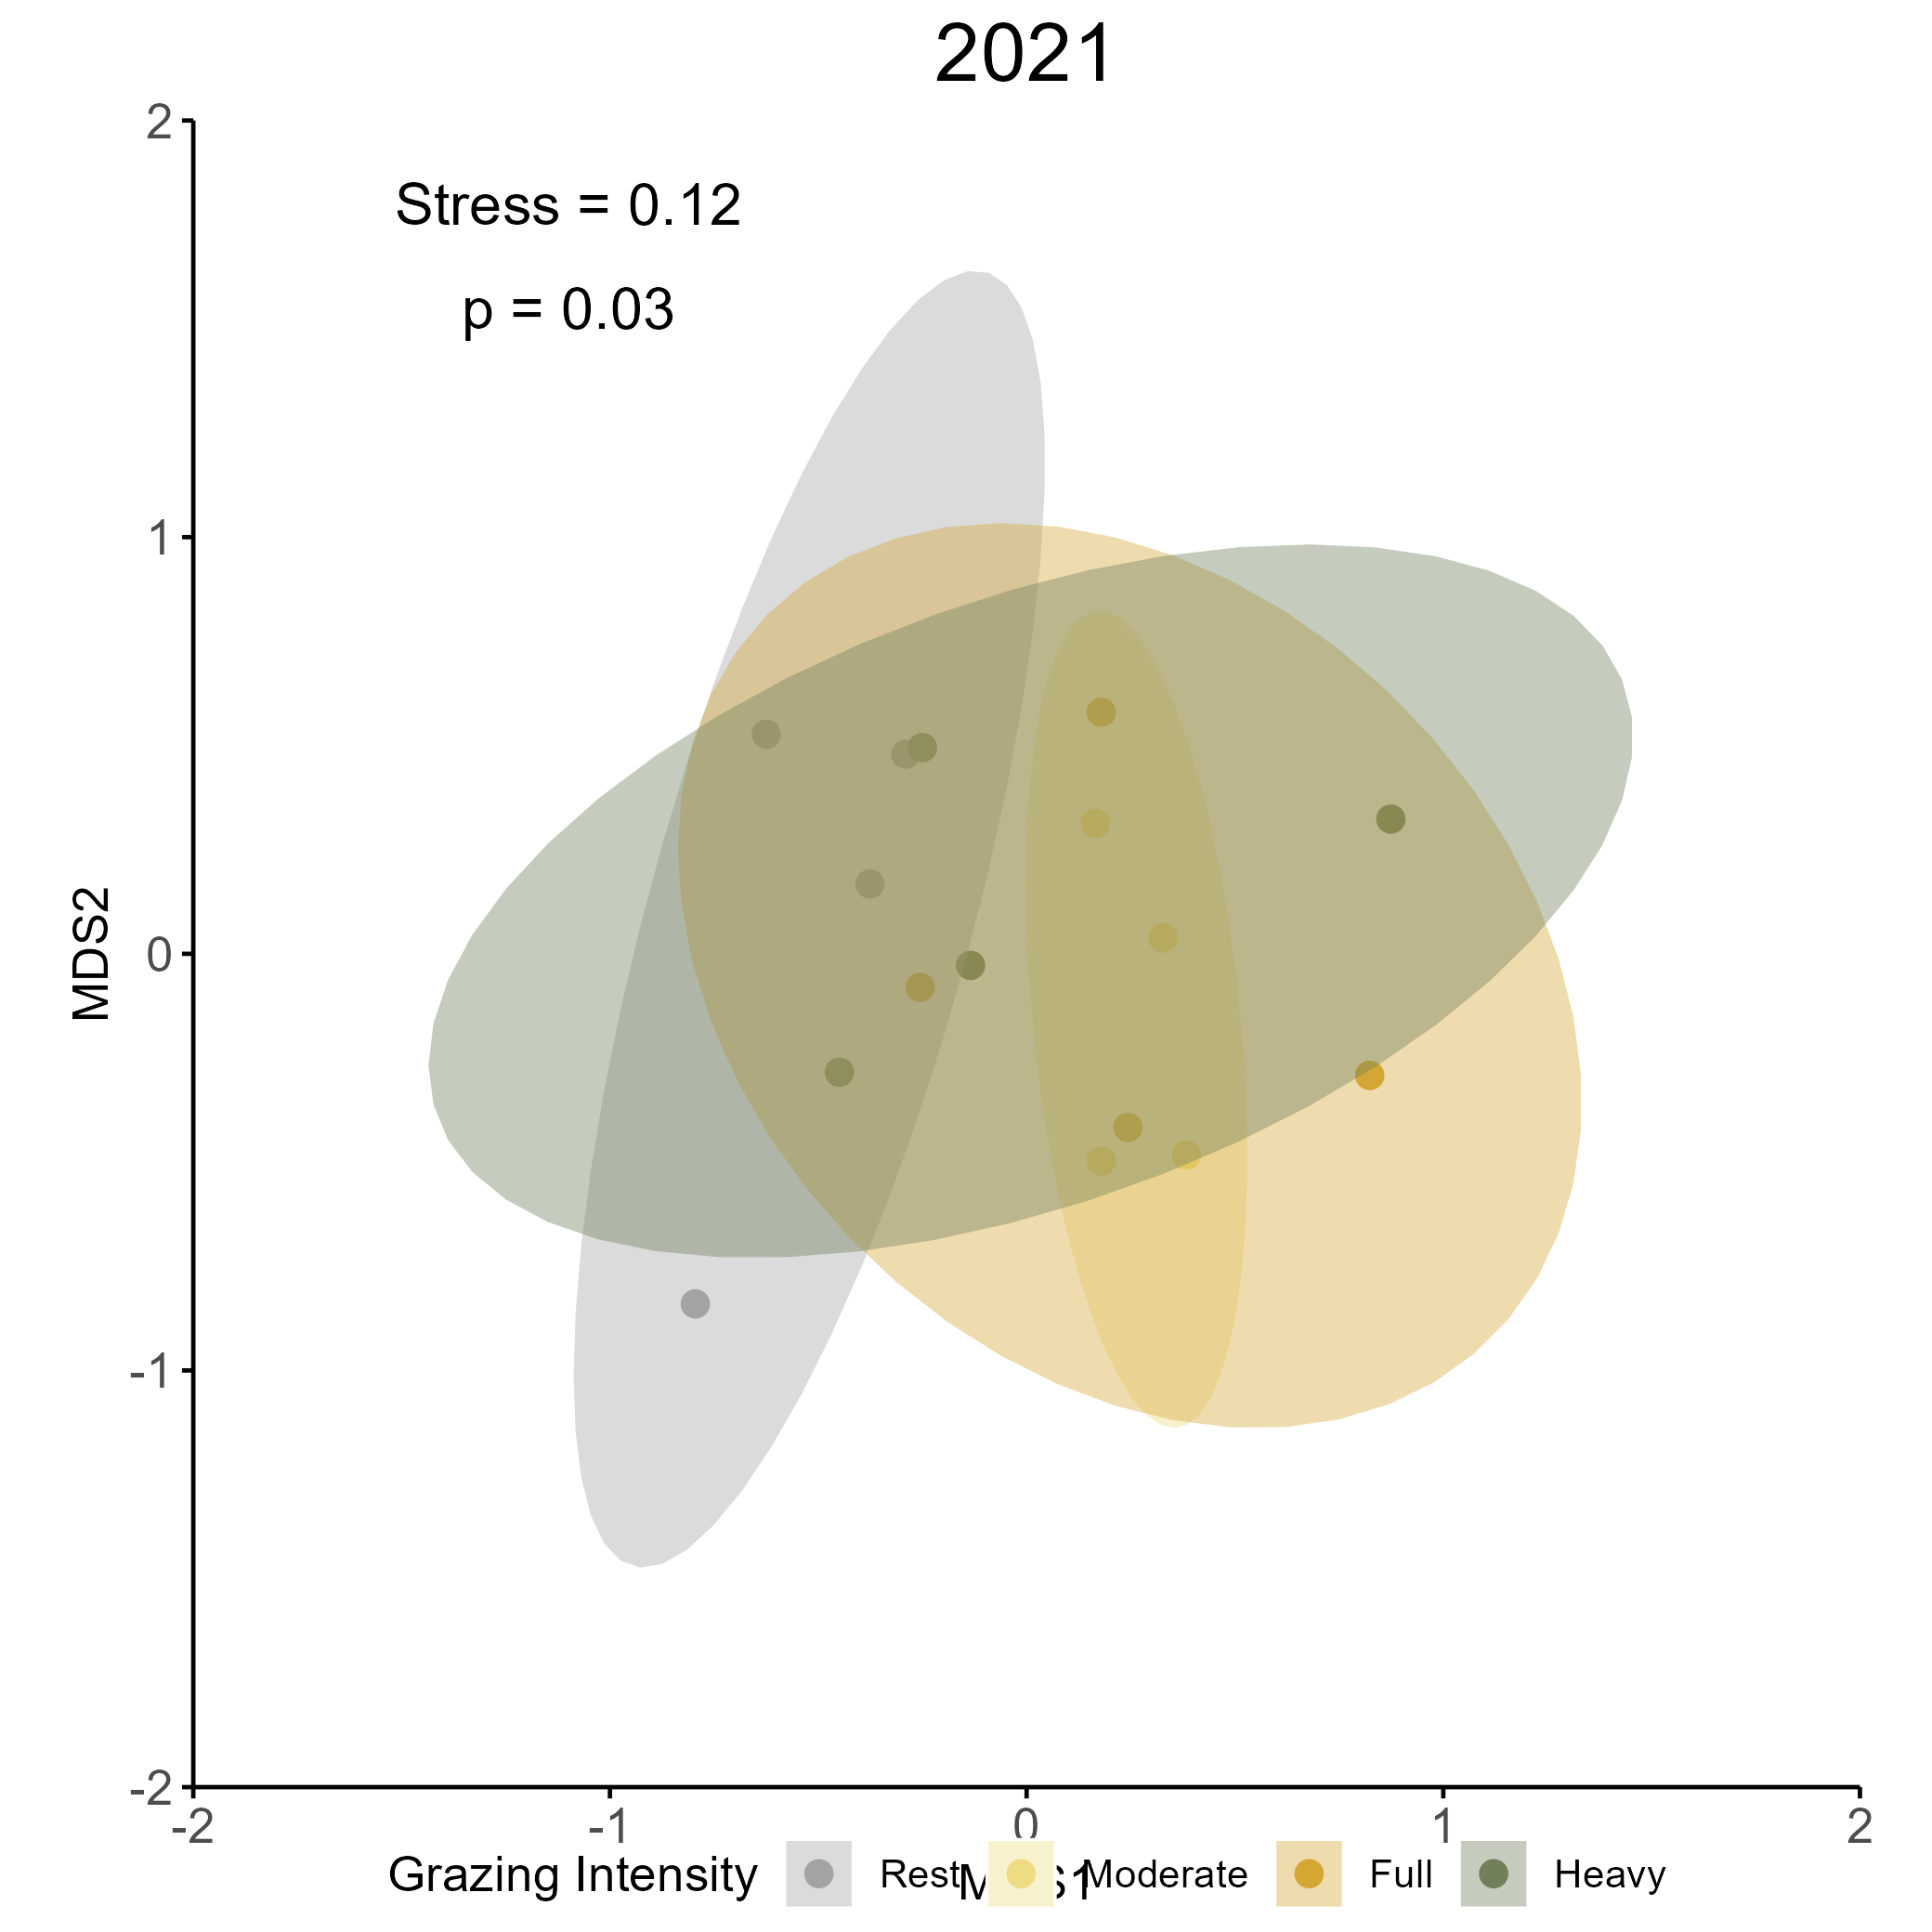 2021
Stress = 0.12
p = 0.03
2
1
0
-1
-2
MDS2
-2
-1
0
1
2
Grazing Intensity Rest Moderate Full Heavy